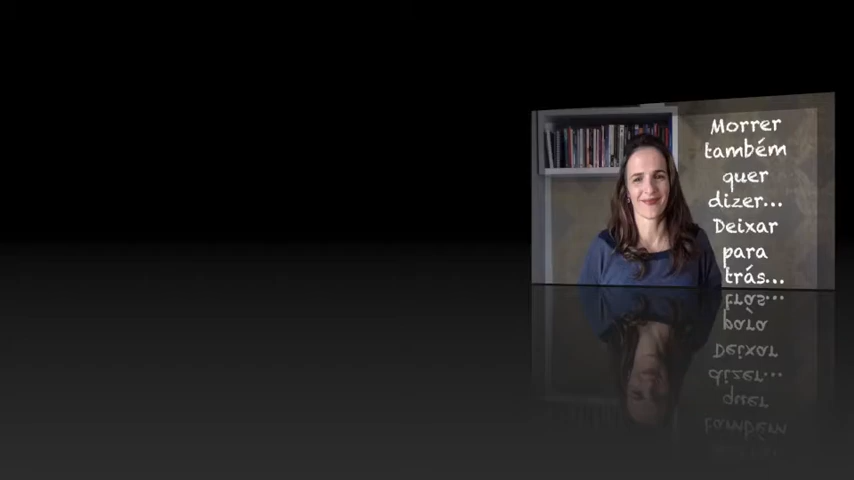 Morrer
também
quer
dizer...
Deixar
para
trás...